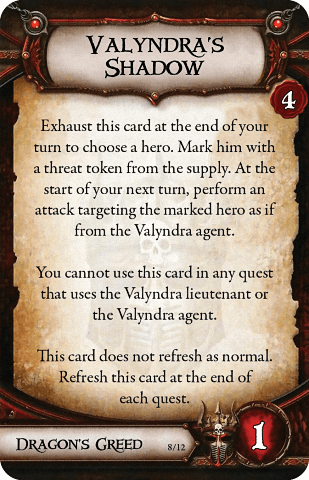 Valyndra's
Shadow
4
Exhaust this card at the end of your
turn to choose a hero. Mark him with
a threat token from the supply. At the
start of your next turn, perform an
attack targeting the marked hero as if
from the Valyndra agent.
You cannot use this card in any quest
that uses the Valyndra lieutenant or
the Valyndra agent.
This card does not refresh as normal.
Refresh this card at the end of
each quest.
Dragon's Greed 8/12
1